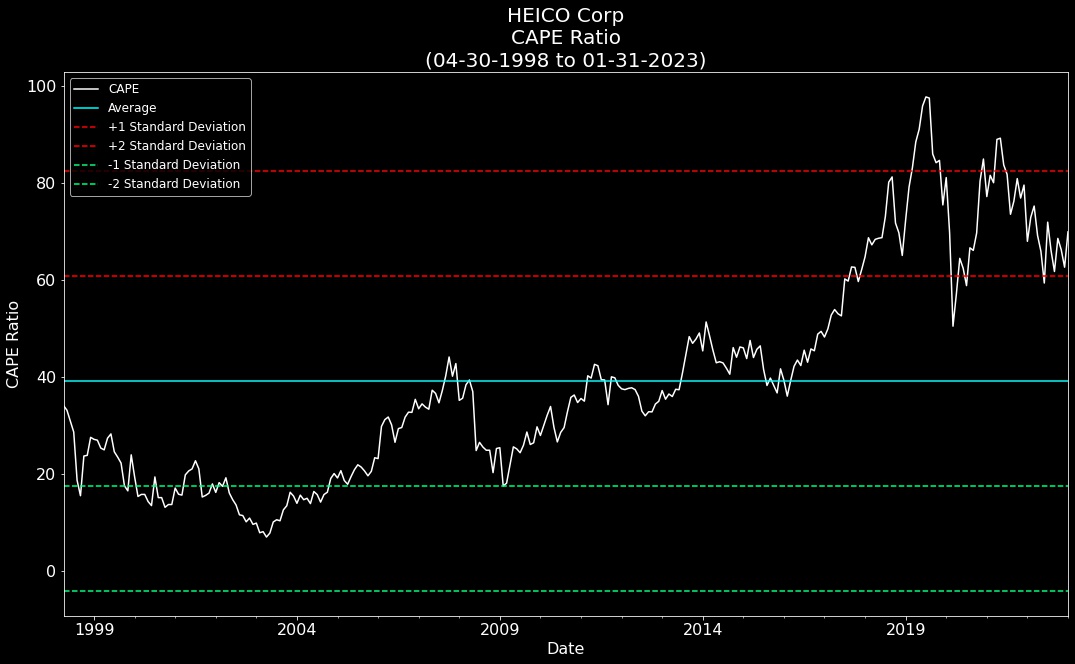 HEICO Corp
CAPE Ratio
(04-30-1998 to 01-31-2023)
CAPE
Average
+1 Standard Deviation
+2 Standard Deviation
-1 Standard Deviation
-2 Standard Deviation
100
80
60
40
20
0
CAPE Ratio
1999 2004 2009 2014 2019
Date